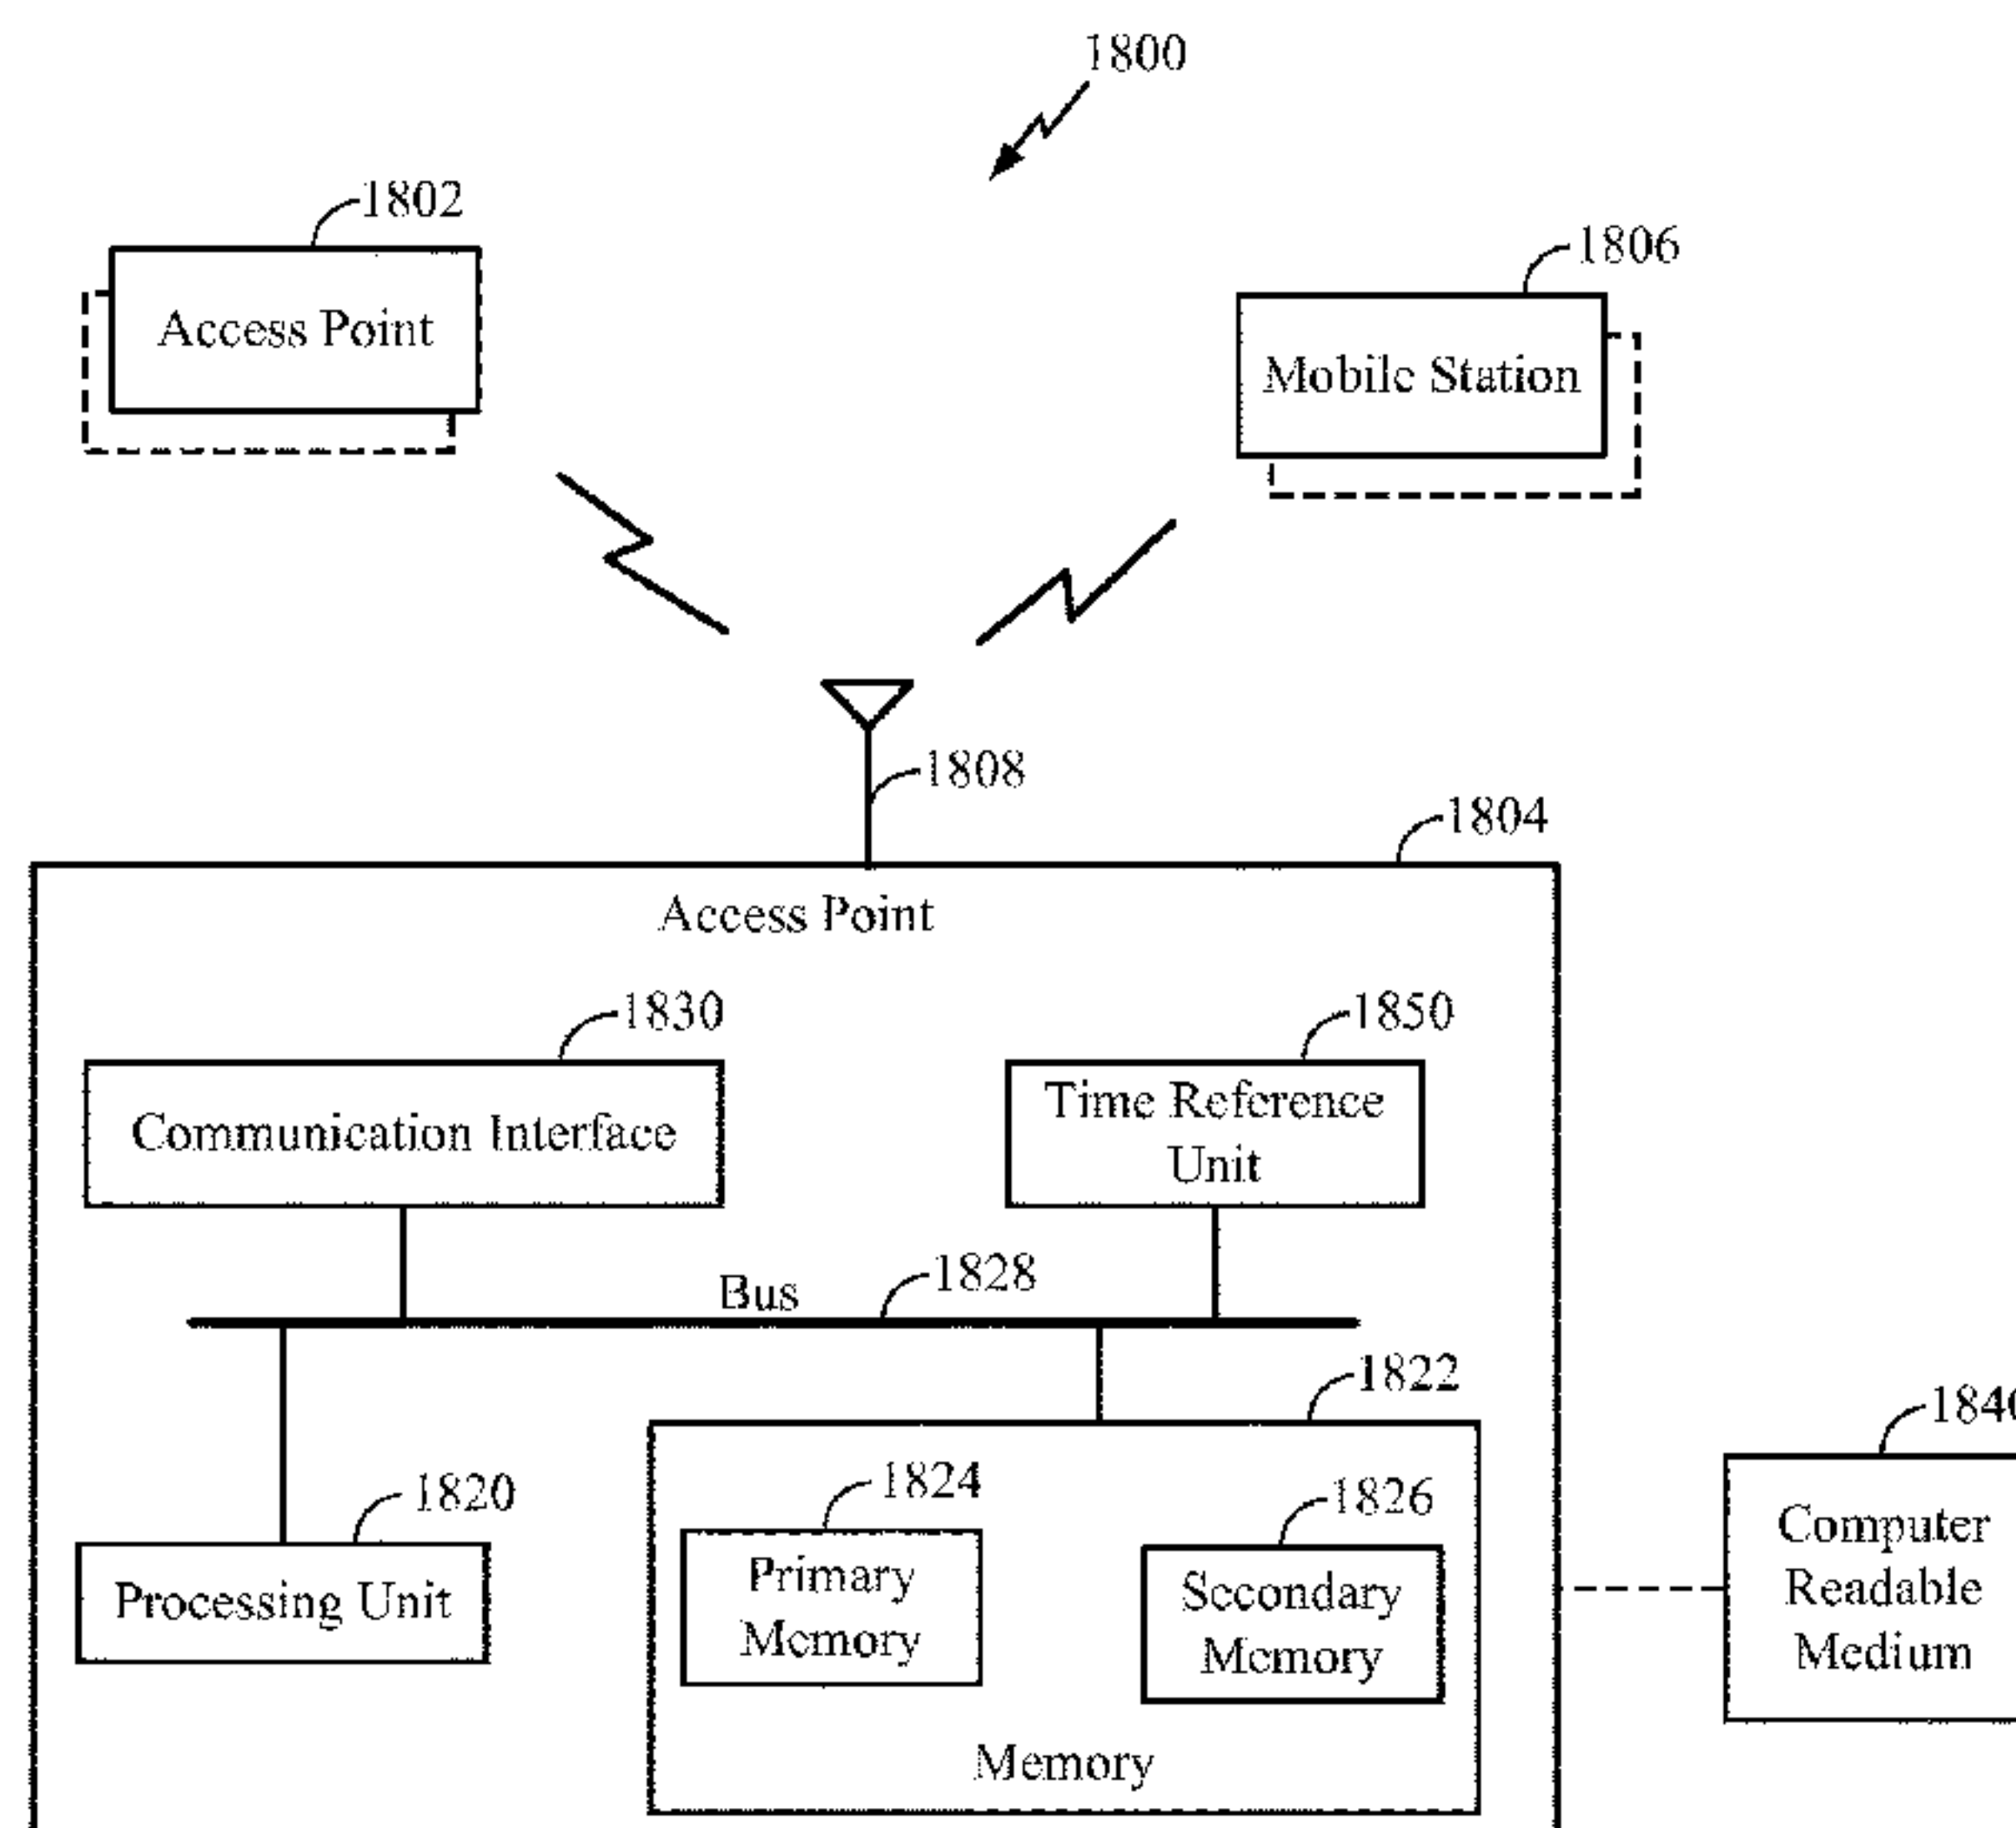 1800
1802
Access Point
1806
Mobile Station
1808
1804
Access Point
1830
Communication Interface
1850
Time Reference
Unit
Bus
1828
1822
1820
Processing Unit
1824
Primary
Memory
1826
Secondary
Memory
Memory
Computer
Readable
Medium